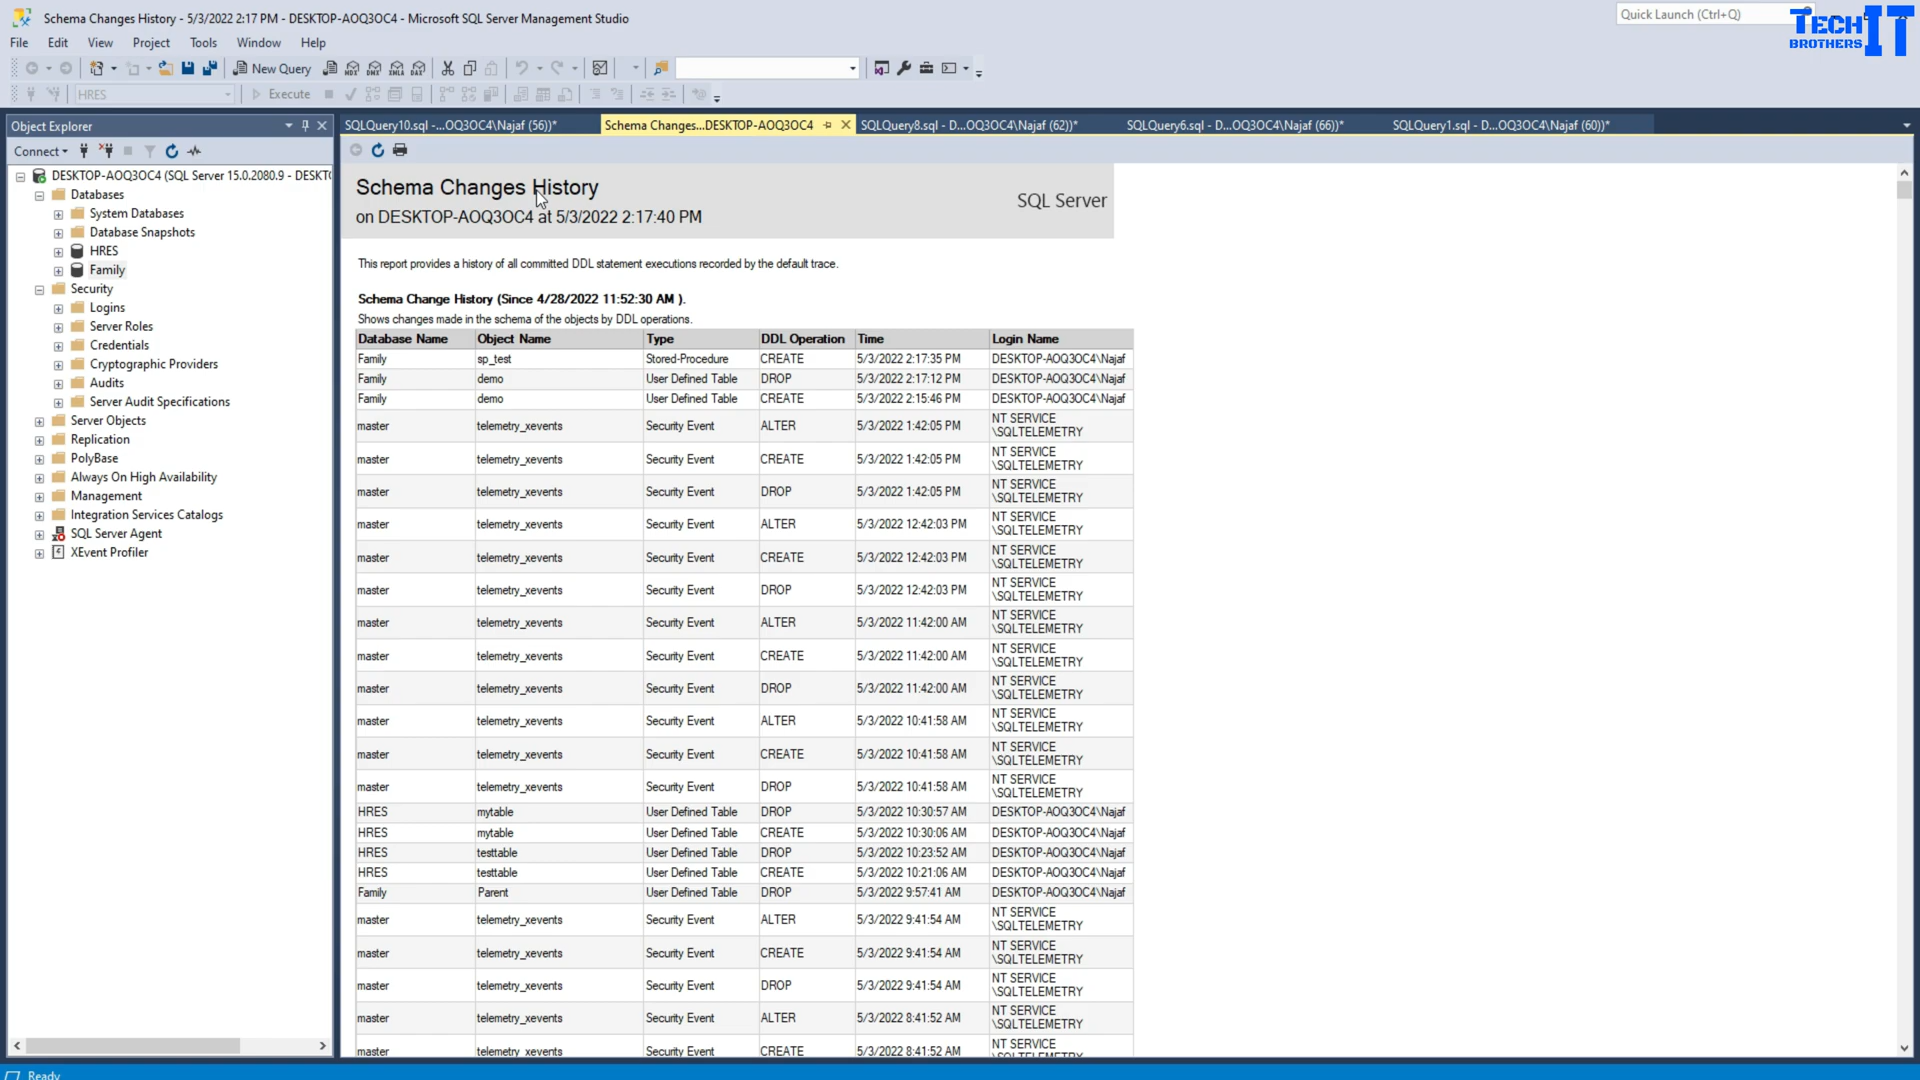 Schema Changes History - 5/3/2022 2:17 PM - DESKTOP-AOQ3OC4 - Microsoft SQL Server Management Studio
Quick Launch (Ctrl+Q)
TECH IT
BROTHERS
File Edit View Project Tools Window Help
New Query
HRES Execute
Object Explorer
SQLQuery10.sql -...OQ3OC4\Najaf (56))* Schema Changes...DESKTOP-AOQ3OC4 SQLQuery8.sql - D...OQ3OC4\Najaf (62))* SQLQuery6.sql - D...OQ3OC4\Najaf (66))* SQLQuery1.sql - D...OQ3OC4\Najaf (60))*
Connect
DESKTOP-AOQ3OC4 (SQL Server 15.0.2080.9 - DESKT
Databases
System Databases
Database Snapshots
HRES
Family
Security
Logins
Server Roles
Credentials
Cryptographic Providers
Audits
Server Audit Specifications
Server Objects
Replication
PolyBase
Always On High Availability
Management
Integration Services Catalogs
SQL Server Agent
XEvent Profiler
Schema Changes History
on DESKTOP-AOQ3OC4 at 5/3/2022 2:17:40 PM
SQL Server
This report provides a history of all committed DDL statement executions recorded by the default trace.
Schema Change History (Since 4/28/2022 11:52:30 AM ).
Shows changes made in the schema of the objects by DDL operations.
Database Name Object Name Type DDL Operation Time Login Name
Family sp_test Stored-Procedure CREATE 5/3/2022 2:17:35 PM DESKTOP-AOQ3OC4\Najaf
Family demo User Defined Table DROP 5/3/2022 2:17:12 PM DESKTOP-AOQ3OC4\Najaf
Family demo User Defined Table CREATE 5/3/2022 2:15:46 PM DESKTOP-AOQ3OC4\Najaf
master telemetry_xevents Security Event ALTER 5/3/2022 1:42:05 PM NT SERVICE
\SQLTELEMETRY
master telemetry_xevents Security Event CREATE 5/3/2022 1:42:05 PM NT SERVICE
\SQLTELEMETRY
master telemetry_xevents Security Event DROP 5/3/2022 1:42:05 PM NT SERVICE
\SQLTELEMETRY
master telemetry_xevents Security Event ALTER 5/3/2022 12:42:03 PM NT SERVICE
\SQLTELEMETRY
master telemetry_xevents Security Event CREATE 5/3/2022 12:42:03 PM NT SERVICE
\SQLTELEMETRY
master telemetry_xevents Security Event DROP 5/3/2022 12:42:03 PM NT SERVICE
\SQLTELEMETRY
master telemetry_xevents Security Event ALTER 5/3/2022 11:42:00 AM NT SERVICE
\SQLTELEMETRY
master telemetry_xevents Security Event CREATE 5/3/2022 11:42:00 AM NT SERVICE
\SQLTELEMETRY
master telemetry_xevents Security Event DROP 5/3/2022 11:42:00 AM NT SERVICE
\SQLTELEMETRY
master telemetry_xevents Security Event ALTER 5/3/2022 10:41:58 AM NT SERVICE
\SQLTELEMETRY
master telemetry_xevents Security Event CREATE 5/3/2022 10:41:58 AM NT SERVICE
\SQLTELEMETRY
master telemetry_xevents Security Event DROP 5/3/2022 10:41:58 AM NT SERVICE
\SQLTELEMETRY
HRES mytable User Defined Table DROP 5/3/2022 10:30:57 AM DESKTOP-AOQ3OC4\Najaf
HRES mytable User Defined Table CREATE 5/3/2022 10:30:06 AM DESKTOP-AOQ3OC4\Najaf
HRES testtable User Defined Table DROP 5/3/2022 10:23:52 AM DESKTOP-AOQ3OC4\Najaf
HRES testtable User Defined Table CREATE 5/3/2022 10:21:06 AM DESKTOP-AOQ3OC4\Najaf
Family Parent User Defined Table DROP 5/3/2022 9:57:41 AM DESKTOP-AOQ3OC4\Najaf
master telemetry_xevents Security Event ALTER 5/3/2022 9:41:54 AM NT SERVICE
\SQLTELEMETRY
master telemetry_xevents Security Event CREATE 5/3/2022 9:41:54 AM NT SERVICE
\SQLTELEMETRY
master telemetry_xevents Security Event DROP 5/3/2022 9:41:54 AM NT SERVICE
\SQLTELEMETRY
master telemetry_xevents Security Event ALTER 5/3/2022 8:41:52 AM NT SERVICE
\SQLTELEMETRY
master telemetry_xevents Security Event CREATE 5/3/2022 8:41:52 AM NT SERVICE
\SQLTELEMETRY
Ready